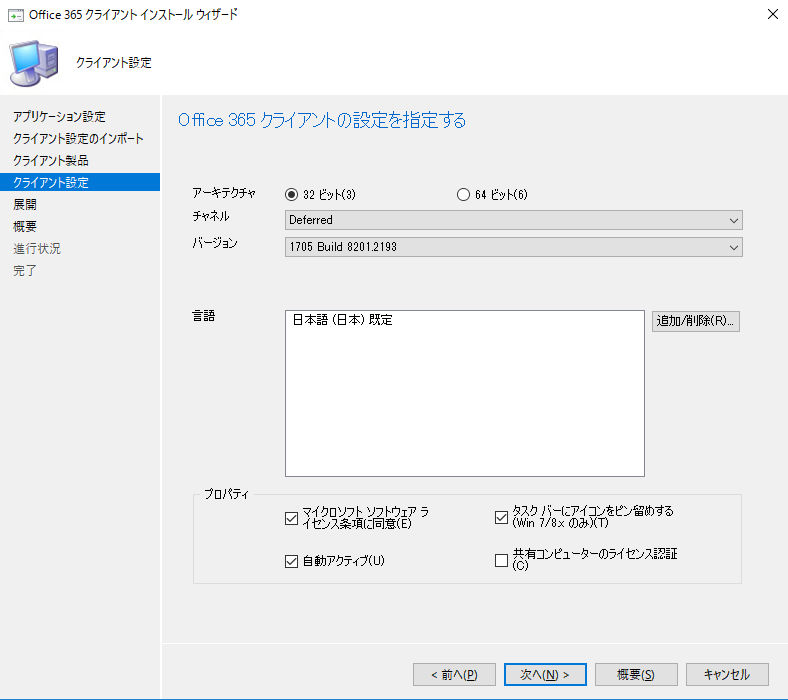 Office 365 クライアント インストール ウィザード
クライアント設定
アプリケーション設定
クライアント設定のインポート
クライアント製品
クライアント設定
展開
概要
進行状況
完了
Office 365 クライアントの設定を指定する
アーキテクチャ
32 ビット(3)
64 ビット(6)
チャネル
Deferred
バージョン
1705 Build 8201.2193
言語
日本語 (日本) 既定
追加/削除(R)...
プロパティ
マイクロソフト ソフトウェア ラ
イセンス条項に同意(E)
タスク バーにアイコンをピン留めする
(Win 7/8.x のみ)(T)
自動アクティブ(U)
共有コンピューターのライセンス認証
(C)
< 前へ(P)
次へ(N) >
概要(S)
キャンセル